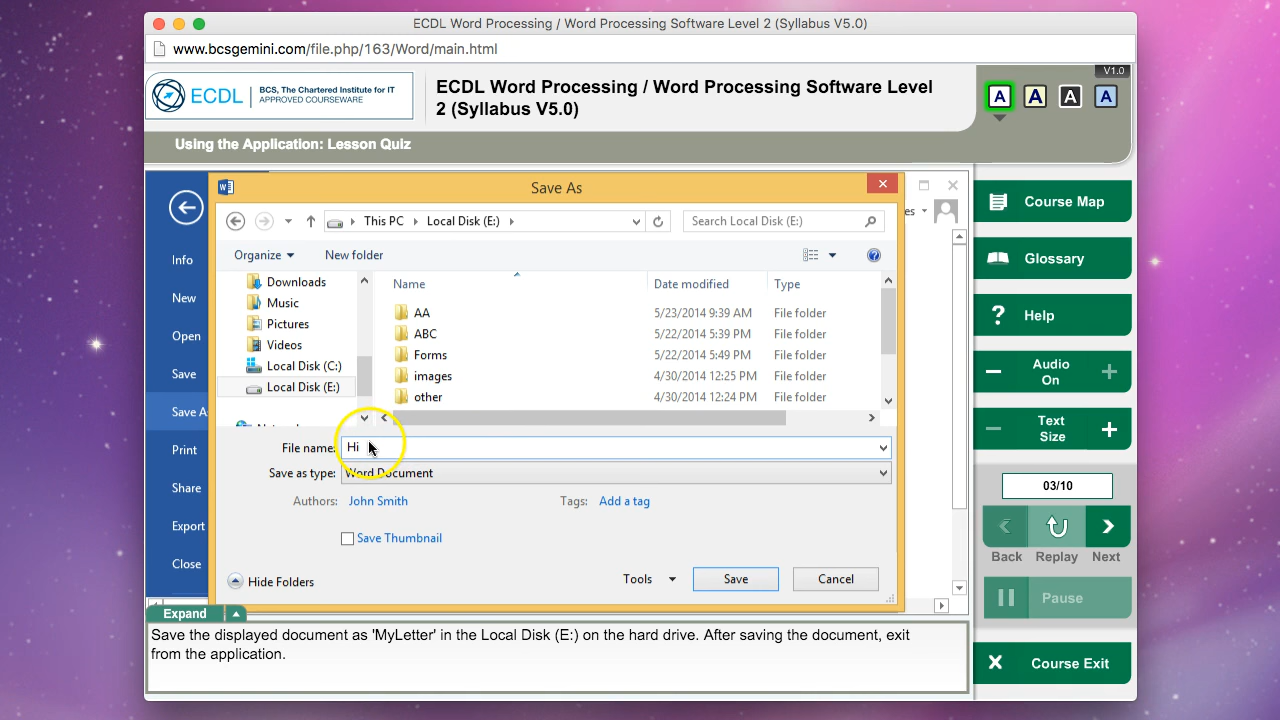 ECDL Word Processing / Word Processing Software Level 2 (Syllabus V5.0)
www.bcsgemini.com/file.php/163/Word/main.html
ECDL
BCS, The Chartered Institute for IT
APPROVED COURSEWARE
ECDL Word Processing / Word Processing Software Level
2 (Syllabus V5.0)
V1.0
A A A A
Using the Application: Lesson Quiz
Save As
This PC Local Disk (E:)
Search Local Disk (E:)
Organize New folder
Info
New
Open
Save
Save As
Print
Share
Export
Close
Downloads
Music
Pictures
Videos
Local Disk (C:)
Local Disk (E:)
Name Date modified Type
AA 5/23/2014 9:39 AM File folder
ABC 5/22/2014 5:39 PM File folder
Forms 5/22/2014 5:49 PM File folder
images 4/30/2014 12:25 PM File folder
other 4/30/2014 12:24 PM File folder
File name: Hi
Save as type: Word Document
Authors: John Smith Tags: Add a tag
Save Thumbnail
Hide Folders Tools Save Cancel
Expand
Save the displayed document as 'MyLetter' in the Local Disk (E:) on the hard drive. After saving the document, exit
from the application.
Course Map
Glossary
? Help
Audio
On
Text
Size
03/10
Back Replay Next
Pause
X Course Exit